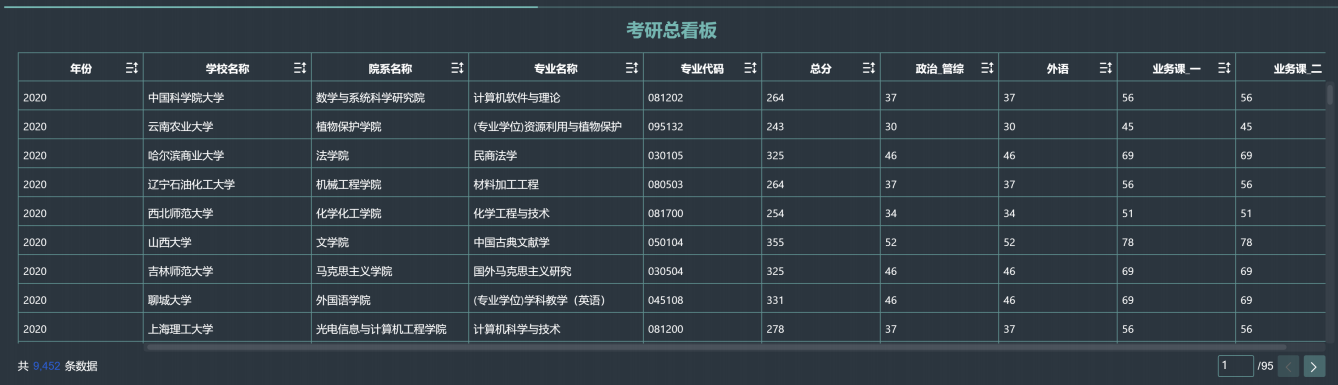 考研总看板
年份 学校名称 院系名称 专业名称 专业代码 总分 政治_管综 外语 业务课_一 业务课_二
2020 中国科学院大学 数学与系统科学研究院 计算机软件与理论 081202 264 37 37 56 56
2020 云南农业大学 植物保护学院 (专业学位)资源利用与植物保护 095132 243 30 30 45 45
2020 哈尔滨商业大学 法学院 民商法学 030105 325 46 46 69 69
2020 辽宁石油化工大学 机械工程学院 材料加工工程 080503 264 37 37 56 56
2020 西北师范大学 化学化工学院 化学工程与技术 081700 254 34 34 51 51
2020 山西大学 文学院 中国古典文献学 050104 355 52 52 78 78
2020 吉林师范大学 马克思主义学院 国外马克思主义研究 030504 325 46 46 69 69
2020 聊城大学 外国语学院 (专业学位)学科教学（英语） 045108 331 46 46 69 69
2020 上海理工大学 光电信息与计算机工程学院 计算机科学与技术 081200 278 37 37 56 56
共 9,452 条数据 1 /95